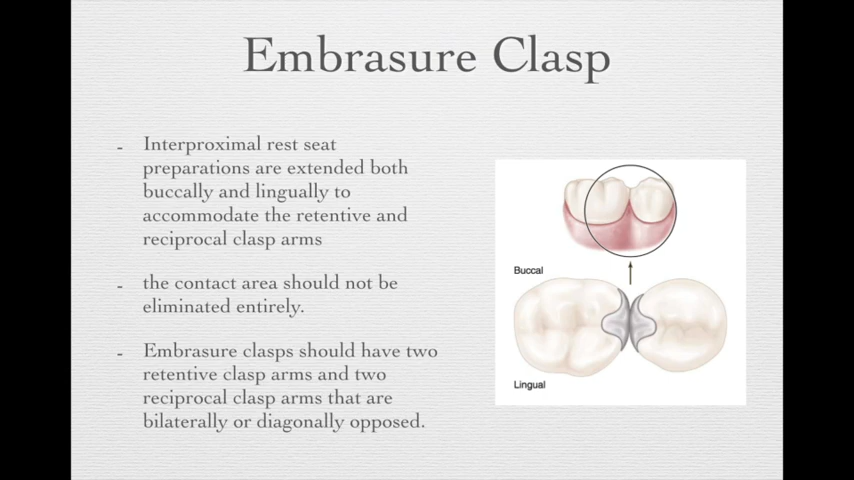 Embrasure Clasp
- Interproximal rest seat
preparations are extended both
buccally and lingually to
accommodate the retentive and
reciprocal clasp arms
- the contact area should not be
eliminated entirely.
- Embrasure clasps should have two
retentive clasp arms and two
reciprocal clasp arms that are
bilaterally or diagonally opposed.
Buccal
Lingual